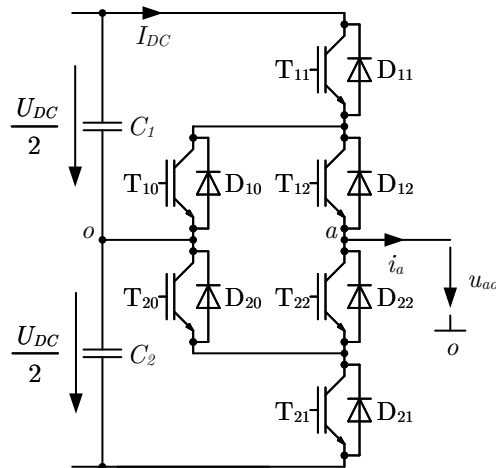 I_DC
T11 D11
U_DC
2
C1
T10 D10 T12 D12
o a
i_a
u_ao
o
T20 D20 T22 D22
U_DC
2
C2
T21 D21